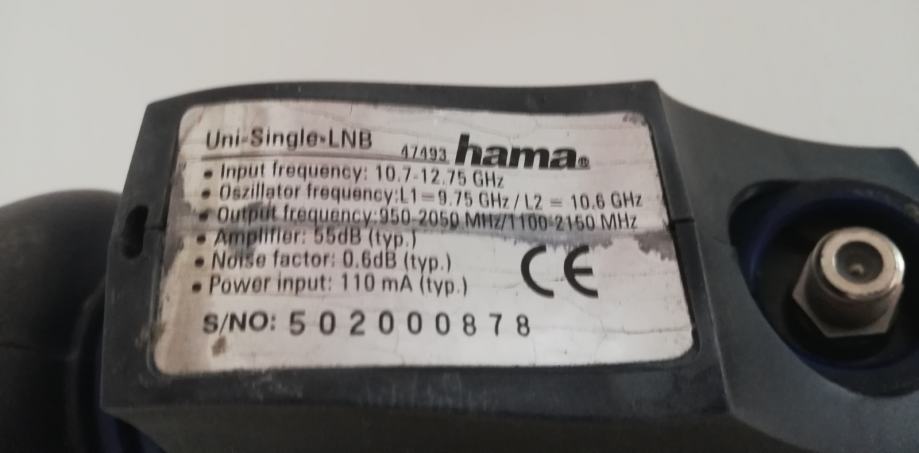 Uni-Single-LNB 47493 hama®
• Input frequency: 10.7-12.75 GHz
• Oszillator frequency:L1=9.75 GHz / L2 = 10.6 GHz
• Output frequency:950-2050 MHz/1100-2150 MHz
• Amplifier: 55dB (typ.)
• Noise factor: 0.6dB (typ.)
• Power input: 110 mA (typ.)
CE
S/NO: 502000878